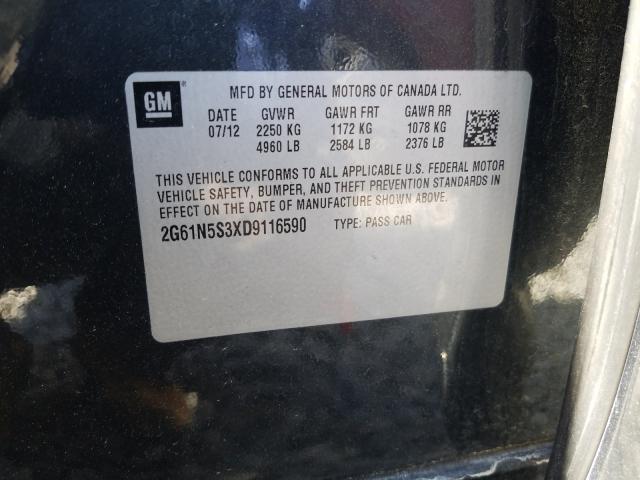 GM ®
MFD BY GENERAL MOTORS OF CANADA LTD.
DATE GVWR GAWR FRT GAWR RR
07/12 2250 KG 1172 KG 1078 KG
4960 LB 2584 LB 2376 LB
THIS VEHICLE CONFORMS TO ALL APPLICABLE U.S. FEDERAL MOTOR
VEHICLE SAFETY, BUMPER, AND THEFT PREVENTION STANDARDS IN
EFFECT ON THE DATE OF MANUFACTURE SHOWN ABOVE.
2G61N5S3XD9116590 TYPE: PASS CAR